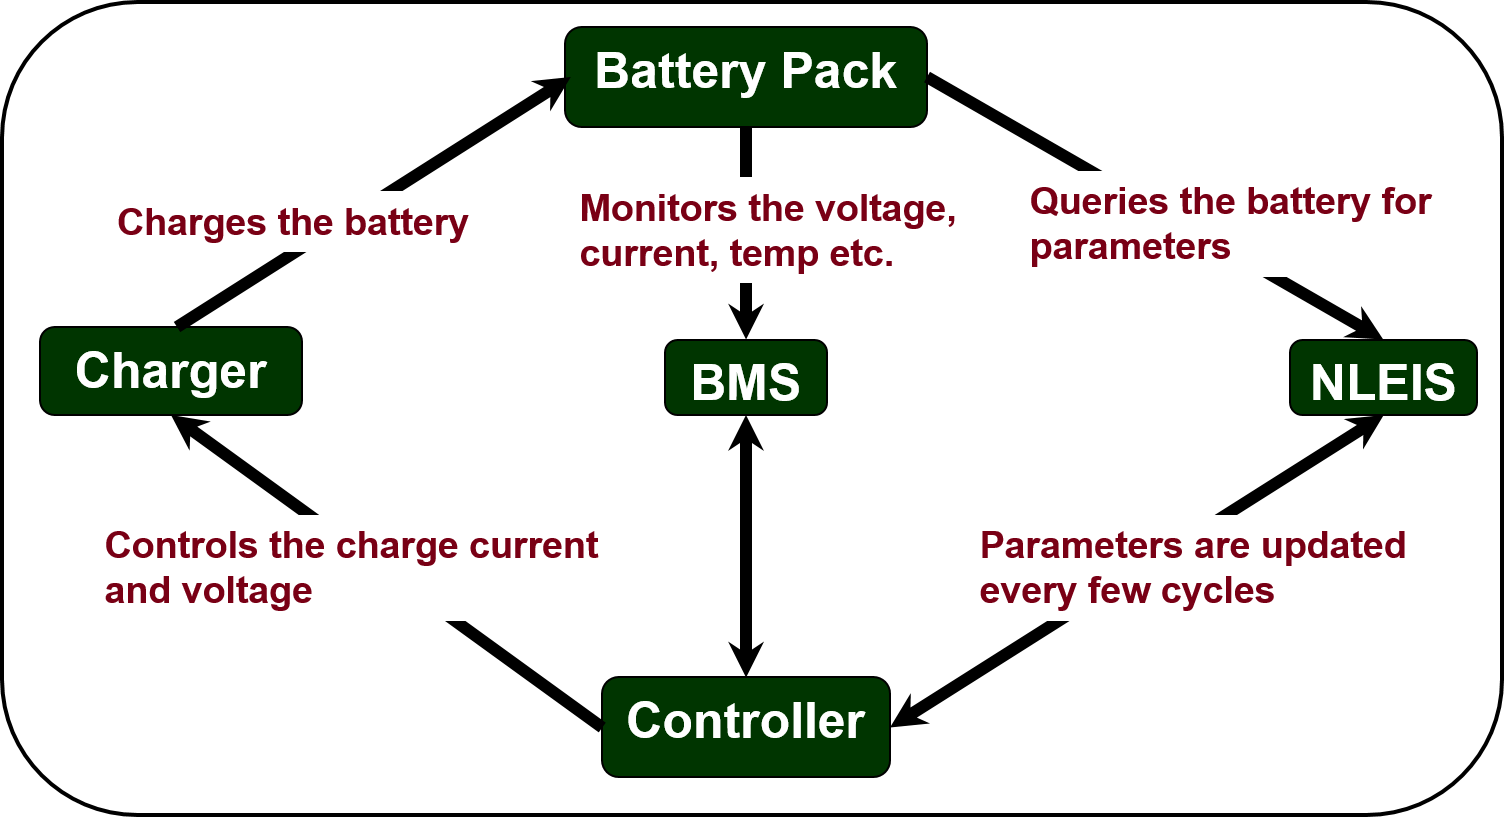 Battery Pack
Charges the battery
Monitors the voltage,
current, temp etc.
Queries the battery for
parameters
Charger
BMS
NLEIS
Controls the charge current
and voltage
Parameters are updated
every few cycles
Controller